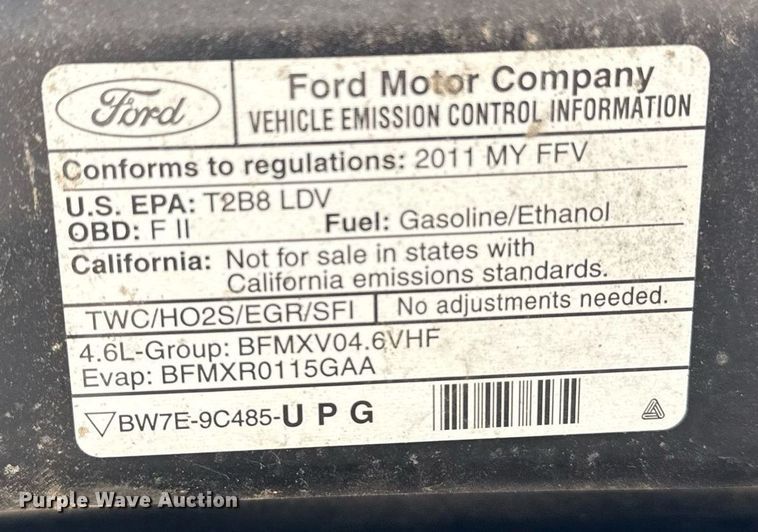 Ford
Ford Motor Company
VEHICLE EMISSION CONTROL INFORMATION
Conforms to regulations: 2011 MY FFV
U.S. EPA: T2B8 LDV
OBD: F II Fuel: Gasoline/Ethanol
California: Not for sale in states with
California emissions standards.
TWC/HO2S/EGR/SFI No adjustments needed.
4.6L-Group: BFMXV04.6VHF
Evap: BFMXR0115GAA
BW7E-9C485-U P G
Purple Wave Auction